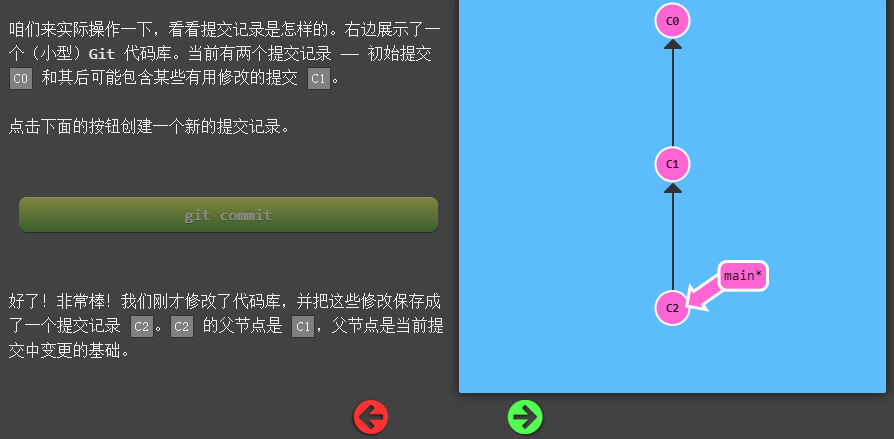 咱们来实际操作一下，看看提交记录是怎样的。右边展示了一
个（小型）Git 代码库。当前有两个提交记录 —— 初始提交
C0 和其后可能包含某些有用修改的提交 C1。
点击下面的按钮创建一个新的提交记录。
git commit
好了！非常棒！我们刚才修改了代码库，并把这些修改保存成
了一个提交记录 C2。C2 的父节点是 C1，父节点是当前提
交中变更的基础。
C0
C1
main*
C2